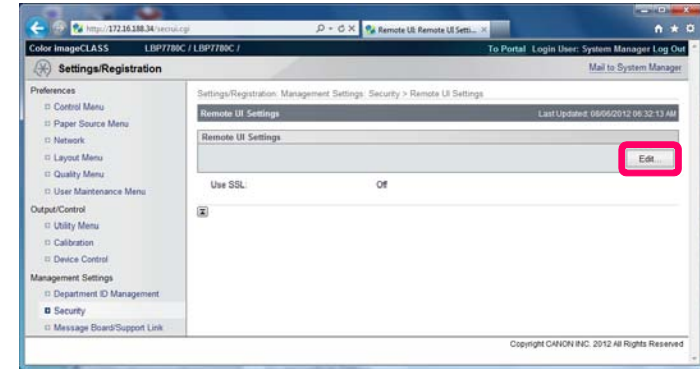 172.16.188.34/secrui.cgi
Remote UI: Remote UI Setti...
Color imageCLASS LBP7780C / LBP7780C /
To Portal Login User: System Manager Log Out
Settings/Registration
Mail to System Manager
Preferences
Control Menu
Paper Source Menu
Network
Layout Menu
Quality Menu
User Maintenance Menu
Output/Control
Utility Menu
Calibration
Device Control
Management Settings
Department ID Management
Security
Message Board/Support Link
Settings/Registration: Management Settings: Security > Remote UI Settings
Remote UI Settings
Last Updated: 08/06/2012 06:32:13 AM
Remote UI Settings
Edit...
Use SSL: Off
Copyright CANON INC. 2012 All Rights Reserved